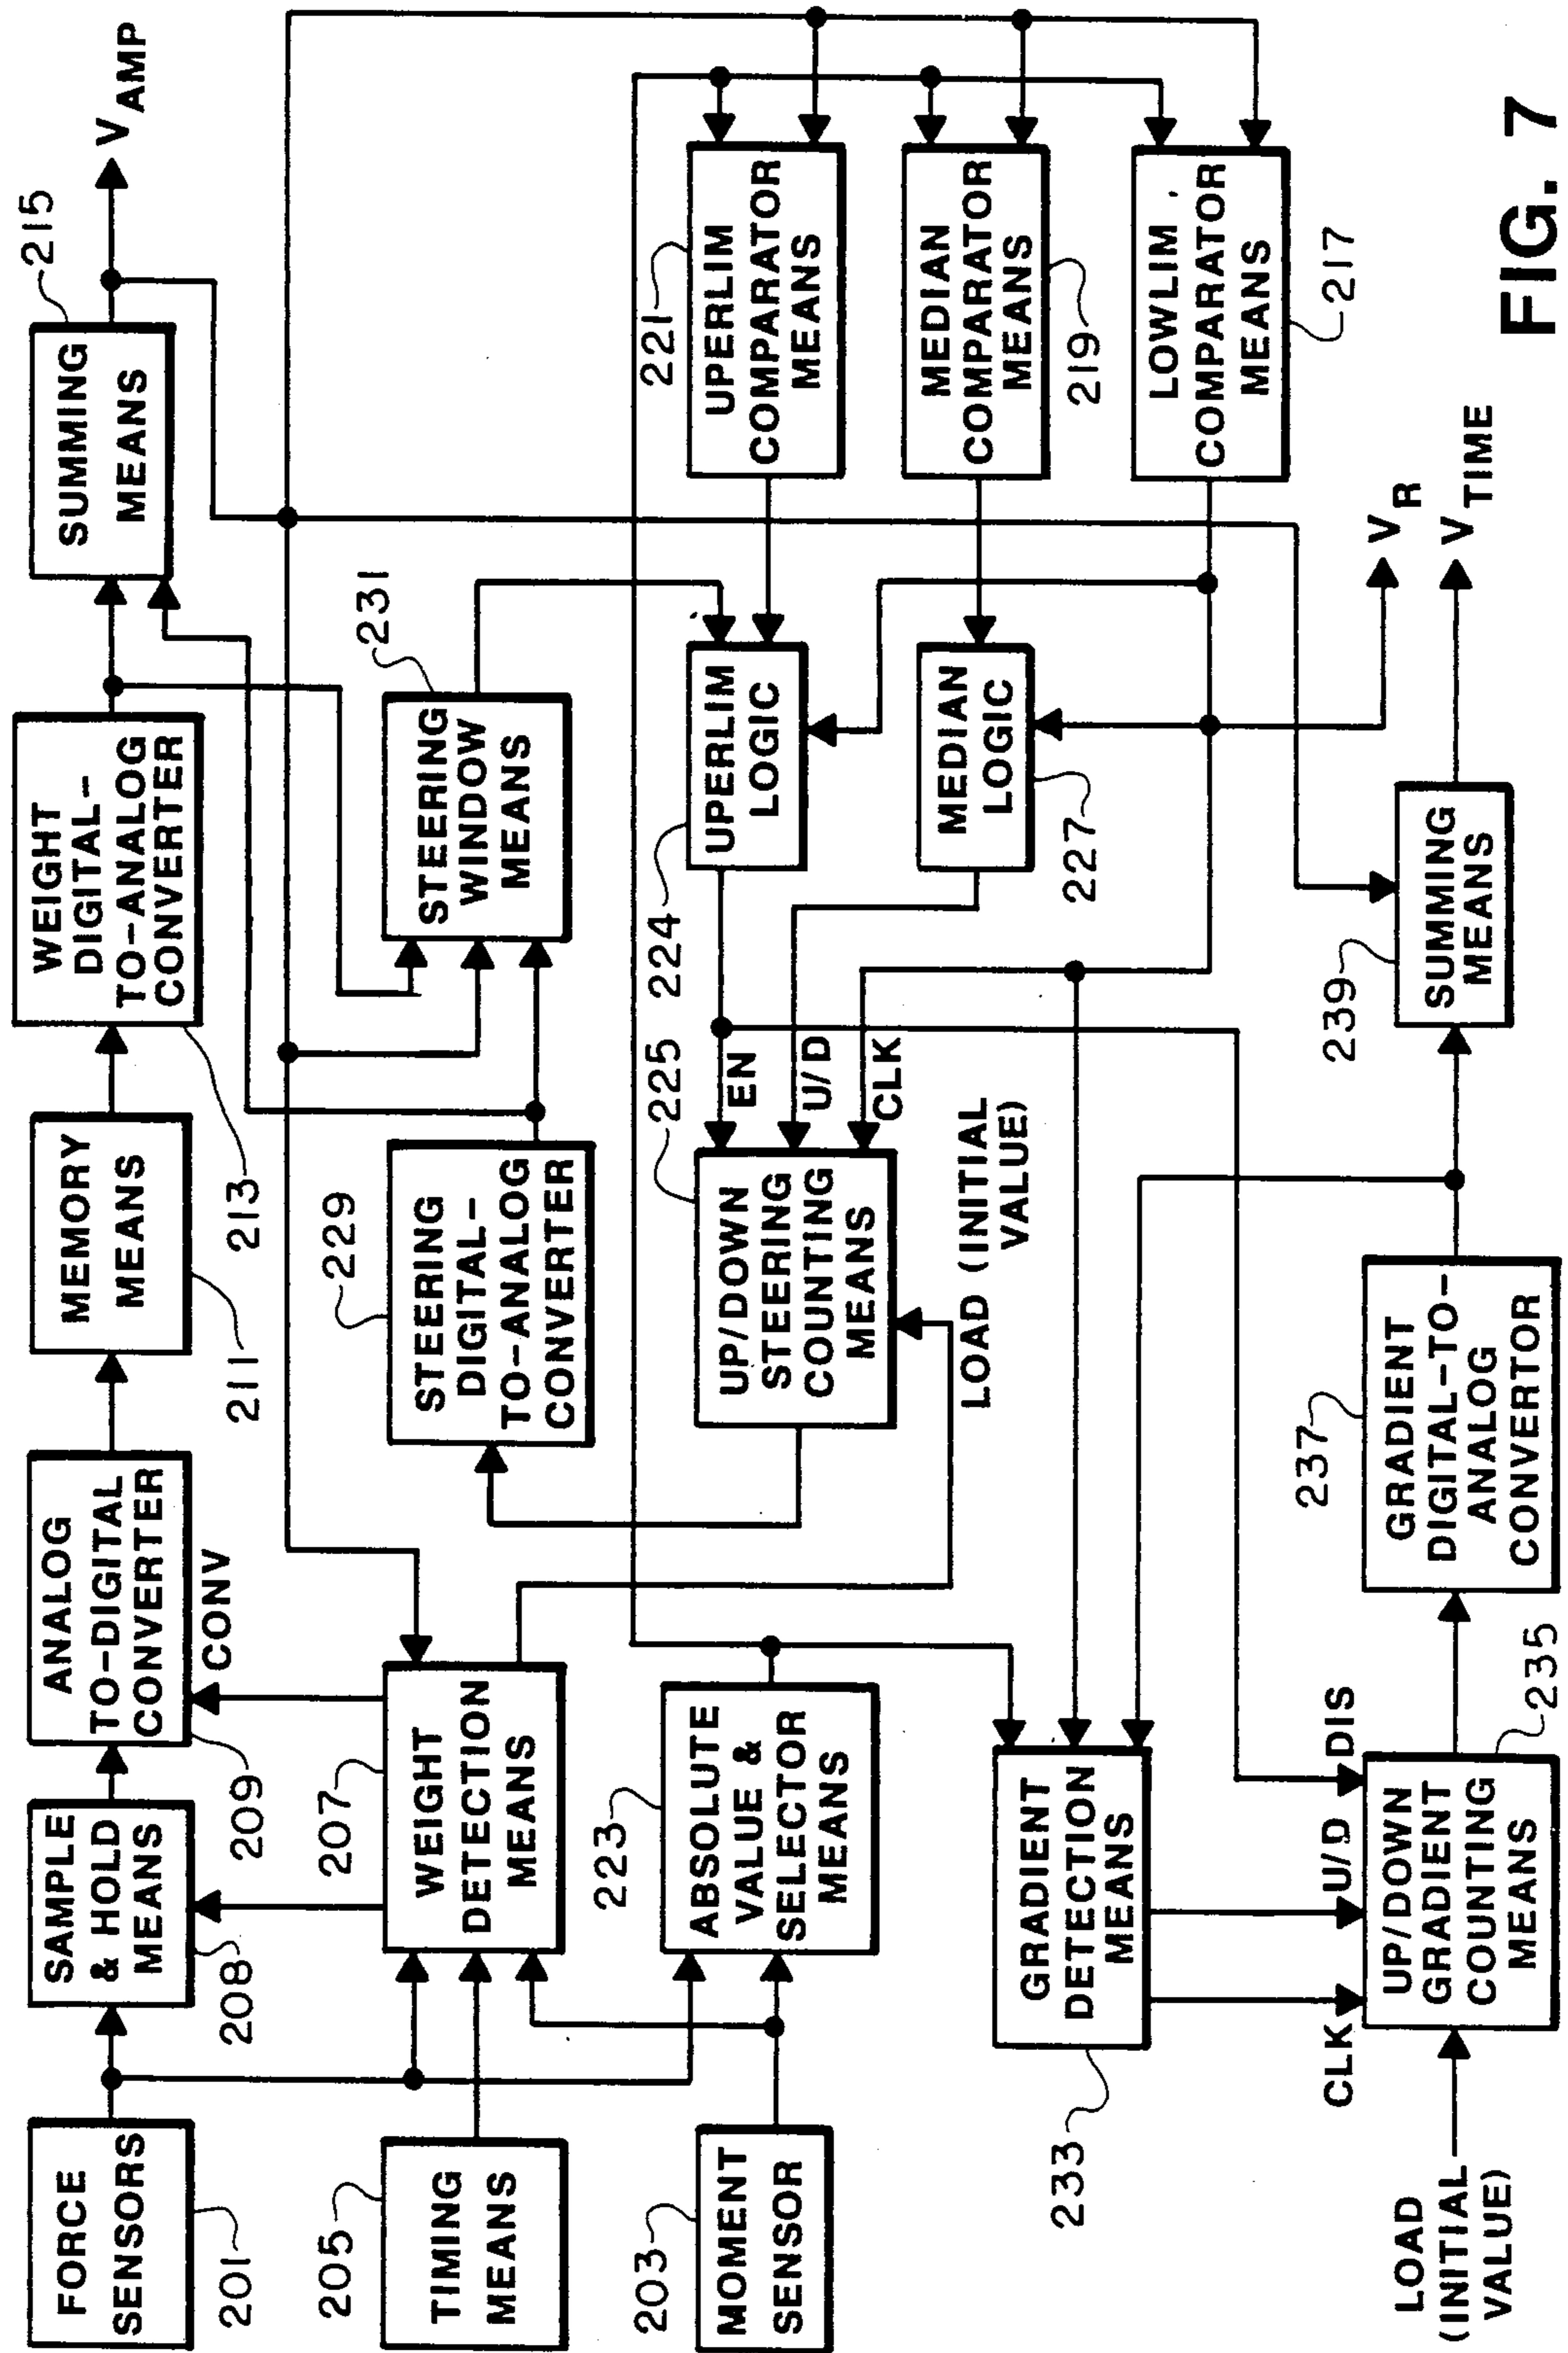 FORCE
SENSORS
201
SAMPLE
& HOLD
MEANS
208
ANALOG
TO-DIGITAL
CONVERTER
209
CONV
MEMORY
MEANS
211
WEIGHT
DIGITAL-
TO-ANALOG
CONVERTER
213
SUMMING
MEANS
215
V AMP
TIMING
MEANS
205
WEIGHT
DETECTION
MEANS
207
STEERING
DIGITAL-
TO-ANALOG
CONVERTER
229
STEERING
WINDOW
MEANS
231
MOMENT
SENSOR
203
ABSOLUTE
VALUE &
SELECTOR
MEANS
223
UP/DOWN
STEERING
COUNTING
MEANS
225
EN
U/D
CLK
LOAD (INITIAL
VALUE)
UPERLIM
LOGIC
224
MEDIAN
LOGIC
227
UPERLIM
COMPARATOR
MEANS
221
MEDIAN
COMPARATOR
MEANS
219
LOWLIM
COMPARATOR
MEANS
217
GRADIENT
DETECTION
MEANS
233
CLK
U/D
DIS
LOAD
(INITIAL
VALUE)
UP/DOWN
GRADIENT
COUNTING
MEANS
235
GRADIENT
DIGITAL-TO-
ANALOG
CONVERTOR
237
SUMMING
MEANS
239
V R
V TIME
FIG. 7